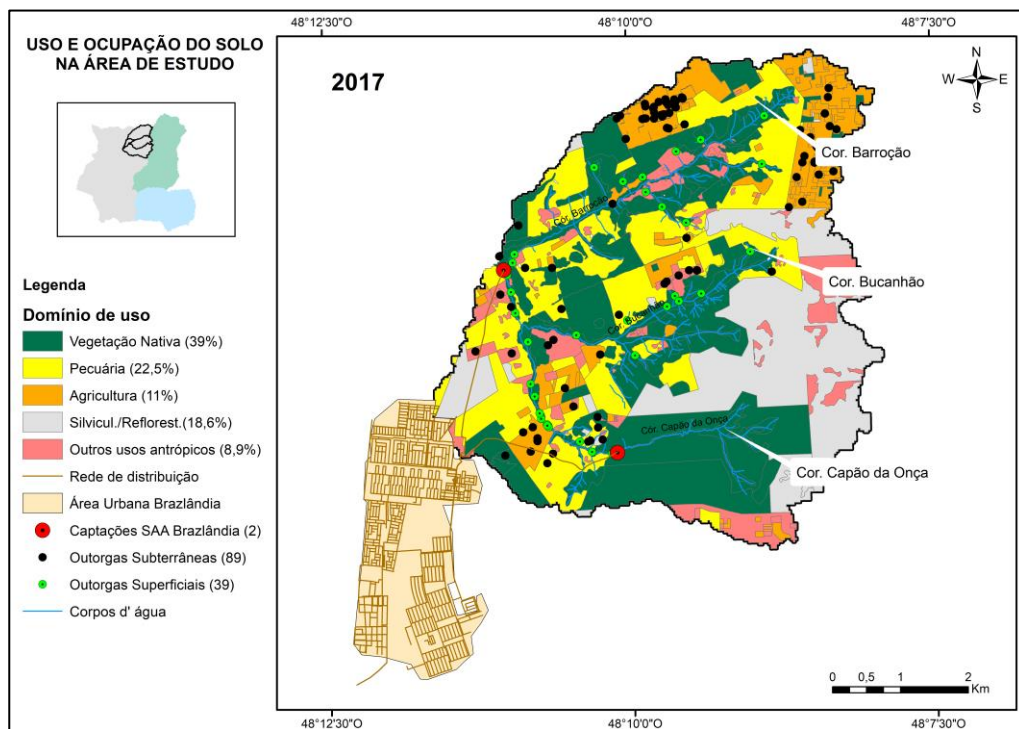 48°12'30"O
48°10'0"O
48°7'30"O
USO E OCUPAÇÃO DO SOLO
NA ÁREA DE ESTUDO
2017
N
W
E
S
Cor. Barroção
Cór. Barroção
Cor. Bucanhão
Cór. Bucanhão
Cór. Capão da Onça
Cor. Capão da Onça
Legenda
Domínio de uso
Vegetação Nativa (39%)
Pecuária (22,5%)
Agricultura (11%)
Silvicul./Reflorest.(18,6%)
Outros usos antrópicos (8,9%)
Rede de distribuição
Área Urbana Brazlândia
Captações SAA Brazlândia (2)
Outorgas Subterrâneas (89)
Outorgas Superficiais (39)
Corpos d' água
0 0,5 1 2
Km
48°12'30"O
48°10'0"O
48°7'30"O